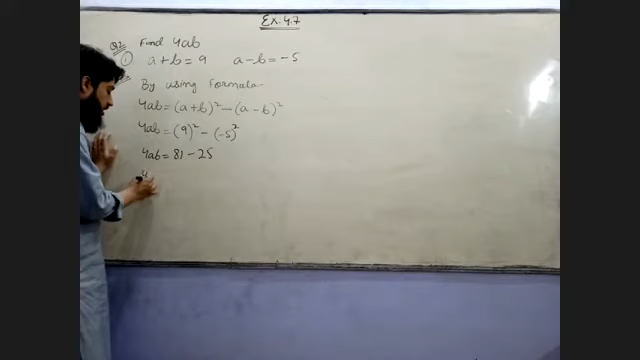 Ex. 4.7
Q2 Find 4ab
(i) a + b = 9 a - b = -5
By using Formula
4ab = (a + b)² - (a - b)²
4ab = (9)² - (-5)²
4ab = 81 - 25
4